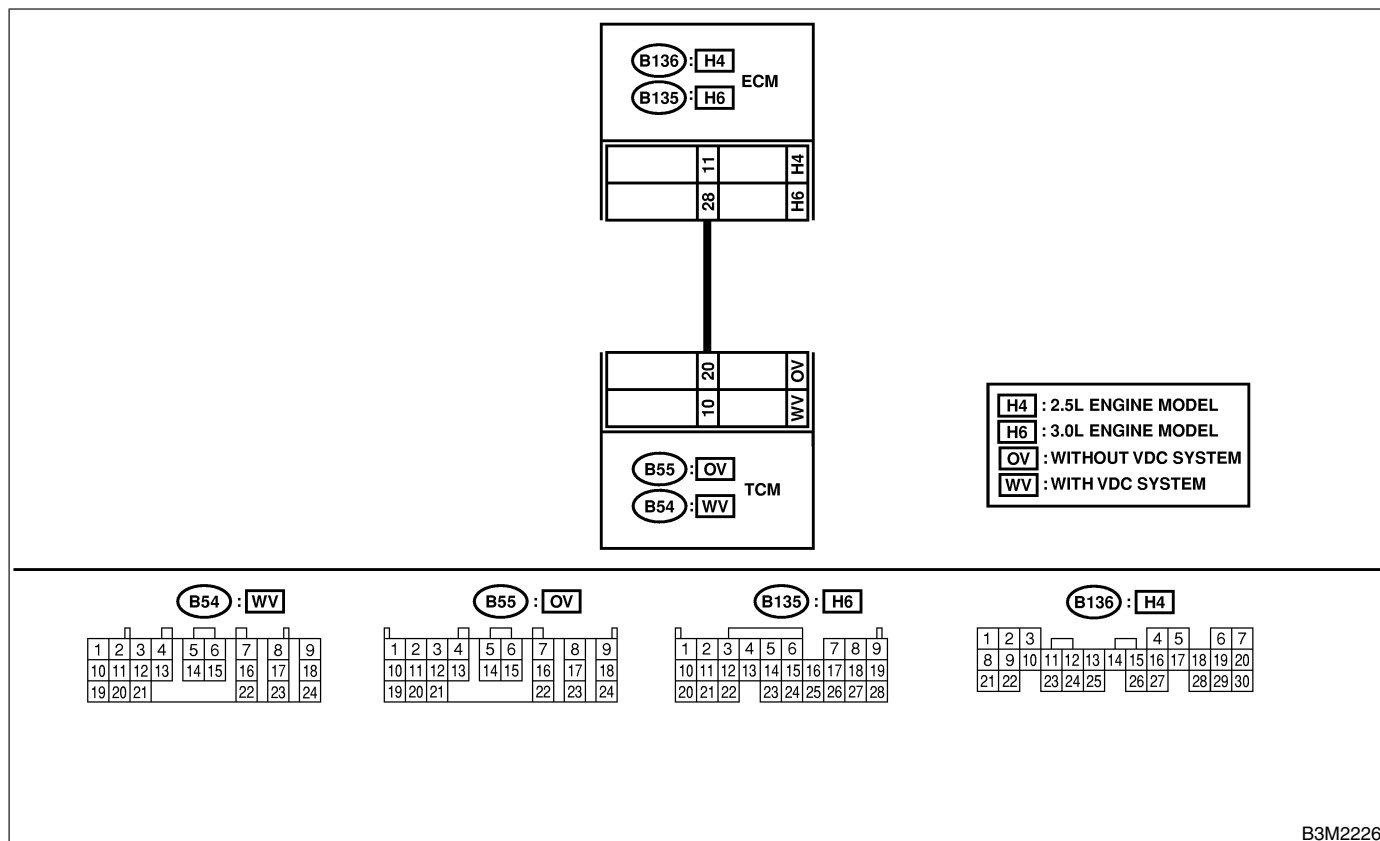 B136 : H4
ECM
B135 : H6
11 H4
28 H6
20 OV
10 WV
B55 : OV
TCM
B54 : WV
H4 : 2.5L ENGINE MODEL
H6 : 3.0L ENGINE MODEL
OV : WITHOUT VDC SYSTEM
WV : WITH VDC SYSTEM
B54 : WV
1 2 3 4 5 6 7 8 9
10 11 12 13 14 15 16 17 18
19 20 21 22 23 24
B55 : OV
1 2 3 4 5 6 7 8 9
10 11 12 13 14 15 16 17 18
19 20 21 22 23 24
B135 : H6
1 2 3 4 5 6 7 8 9
10 11 12 13 14 15 16 17 18 19
20 21 22 23 24 25 26 27 28
B136 : H4
1 2 3 4 5 6 7
8 9 10 11 12 13 14 15 16 17 18 19 20
21 22 23 24 25 26 27 28 29 30
B3M2226